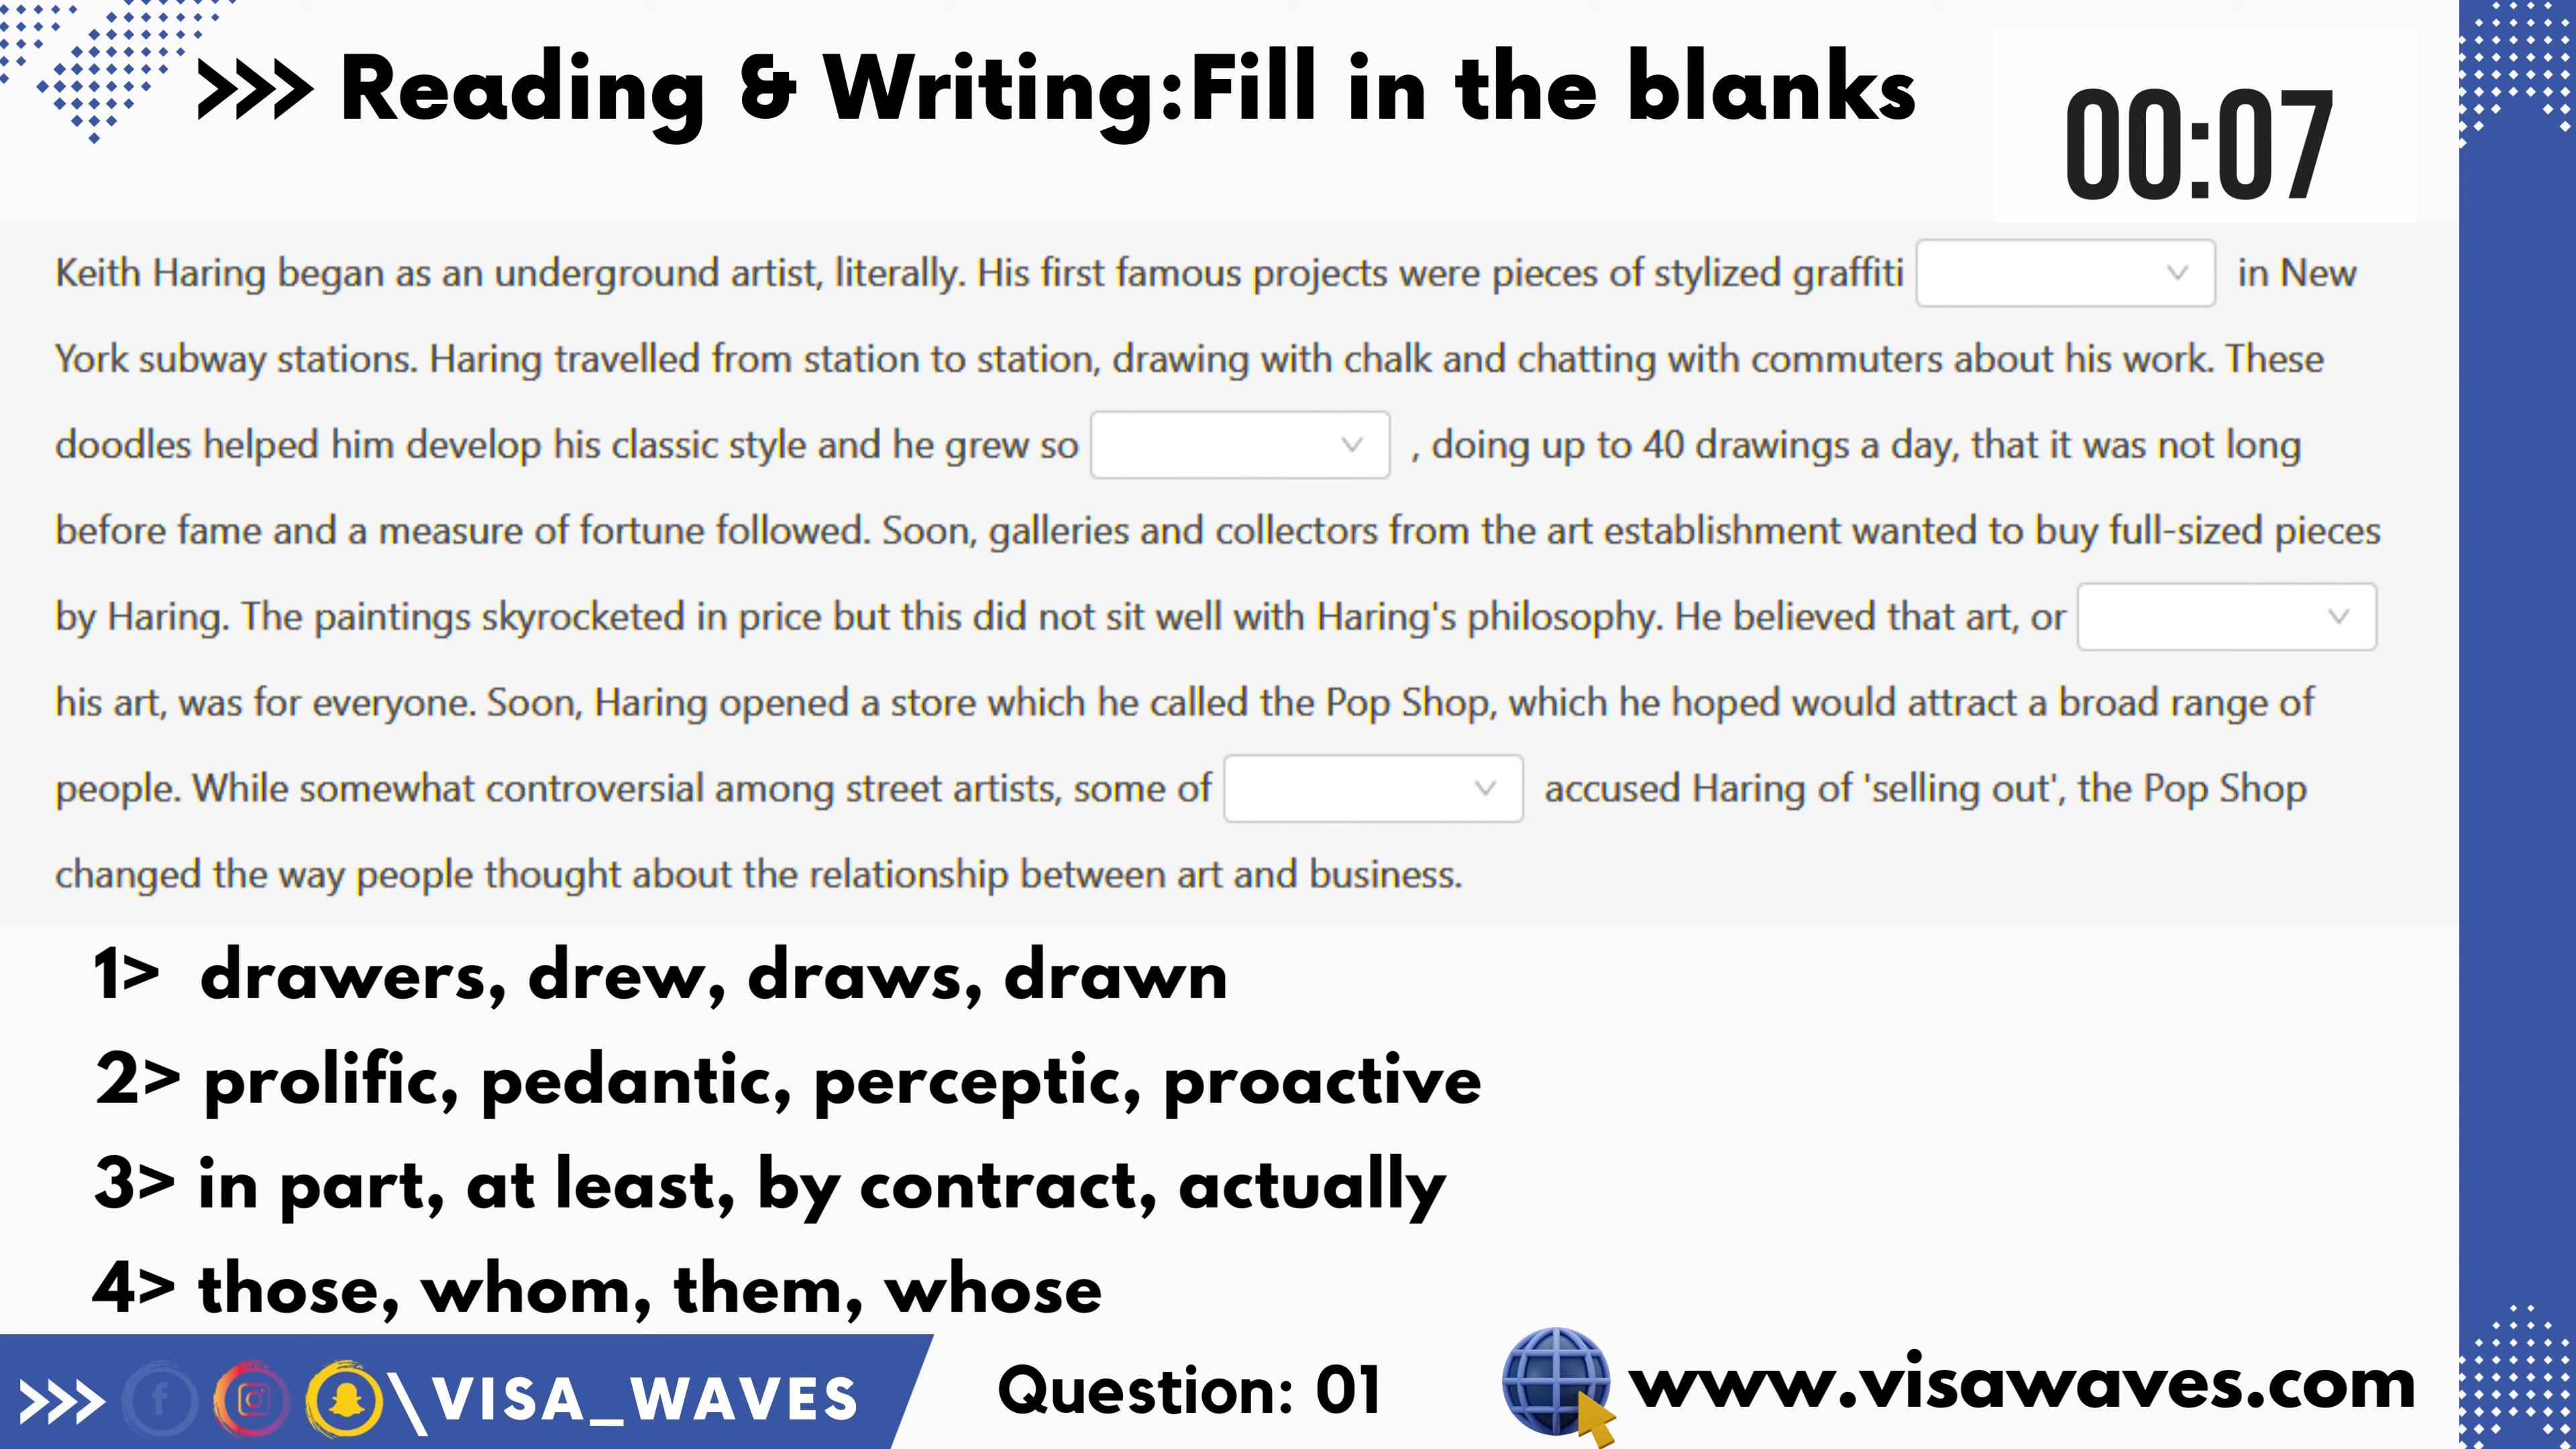 >>> Reading & Writing:Fill in the blanks
00:07
Keith Haring began as an underground artist, literally. His first famous projects were pieces of stylized graffiti in New
York subway stations. Haring travelled from station to station, drawing with chalk and chatting with commuters about his work. These
doodles helped him develop his classic style and he grew so , doing up to 40 drawings a day, that it was not long
before fame and a measure of fortune followed. Soon, galleries and collectors from the art establishment wanted to buy full-sized pieces
by Haring. The paintings skyrocketed in price but this did not sit well with Haring's philosophy. He believed that art, or
his art, was for everyone. Soon, Haring opened a store which he called the Pop Shop, which he hoped would attract a broad range of
people. While somewhat controversial among street artists, some of accused Haring of 'selling out', the Pop Shop
changed the way people thought about the relationship between art and business.
1> drawers, drew, draws, drawn
2> prolific, pedantic, perceptic, proactive
3> in part, at least, by contract, actually
4> those, whom, them, whose
>>> \VISA_WAVES
Question: 01
www.visawaves.com